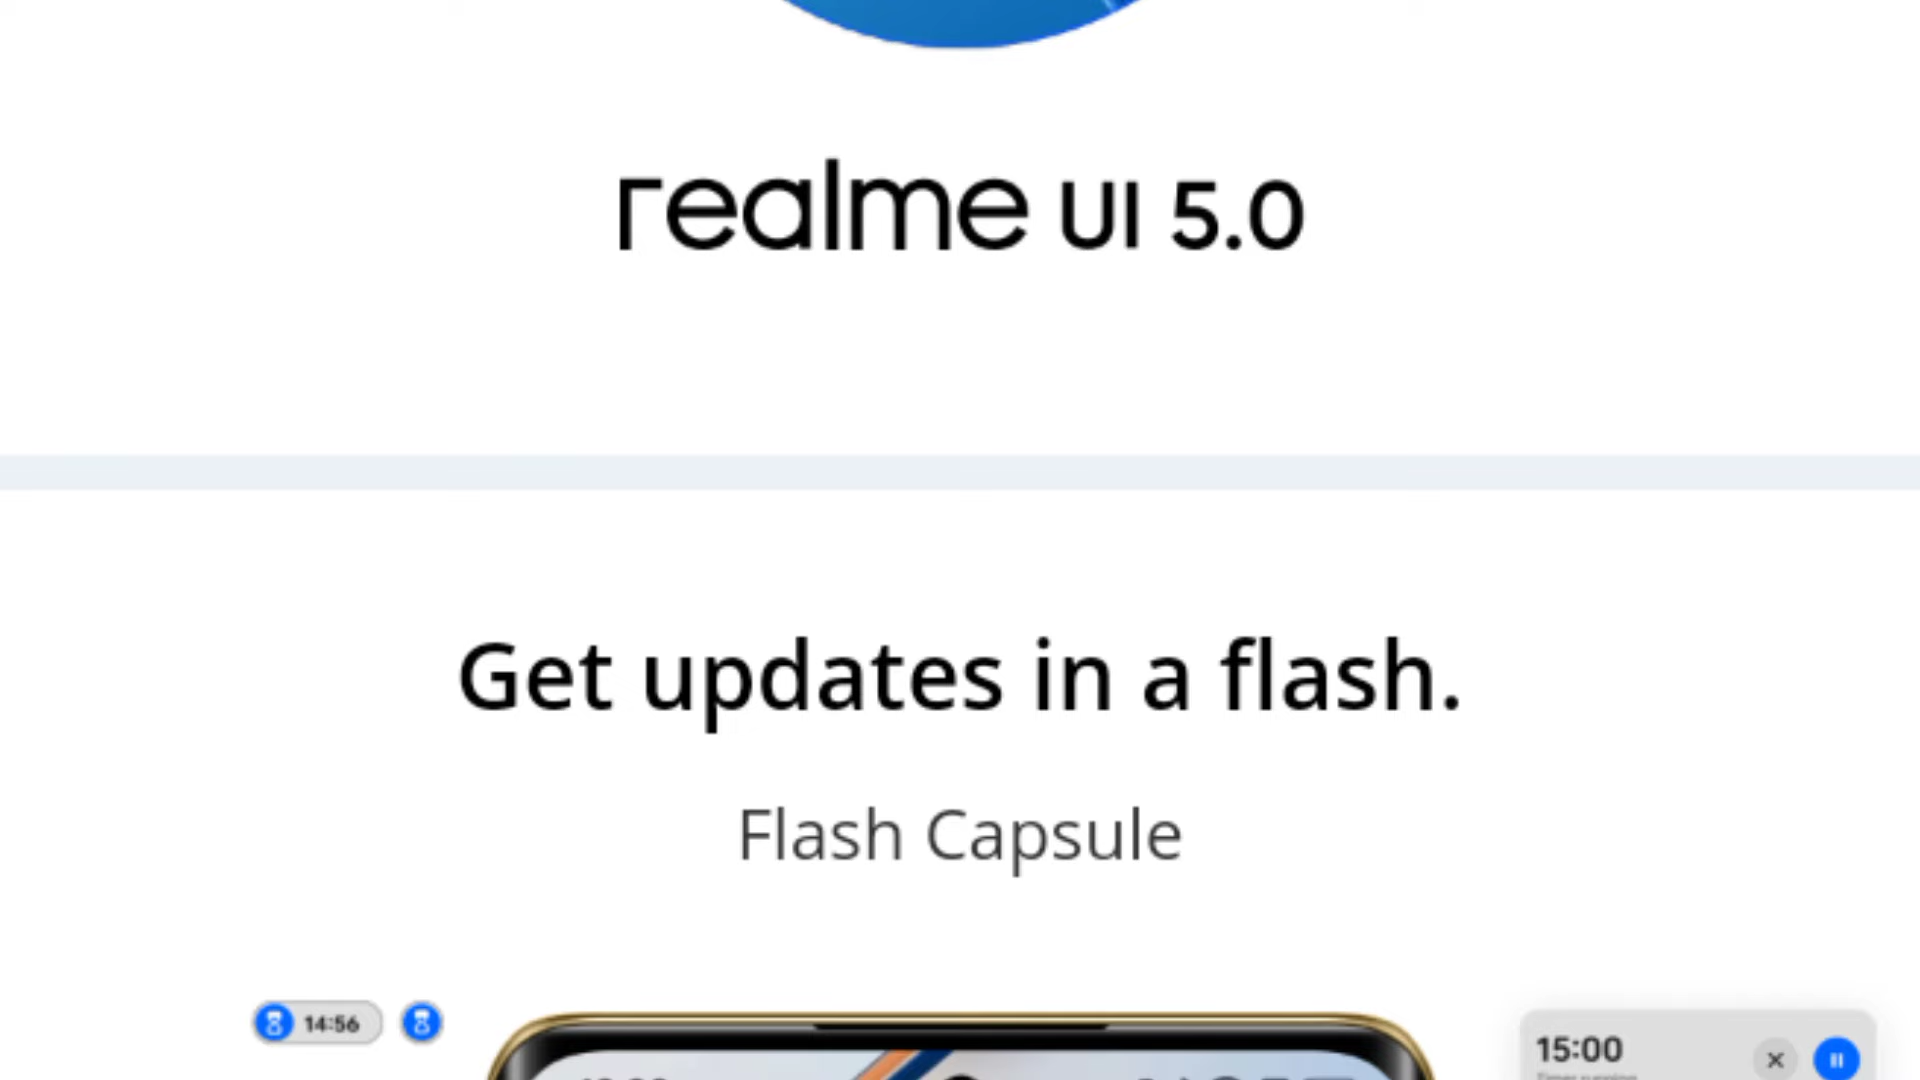 realme UI 5.0
Get updates in a flash.
Flash Capsule
14:56
15:00